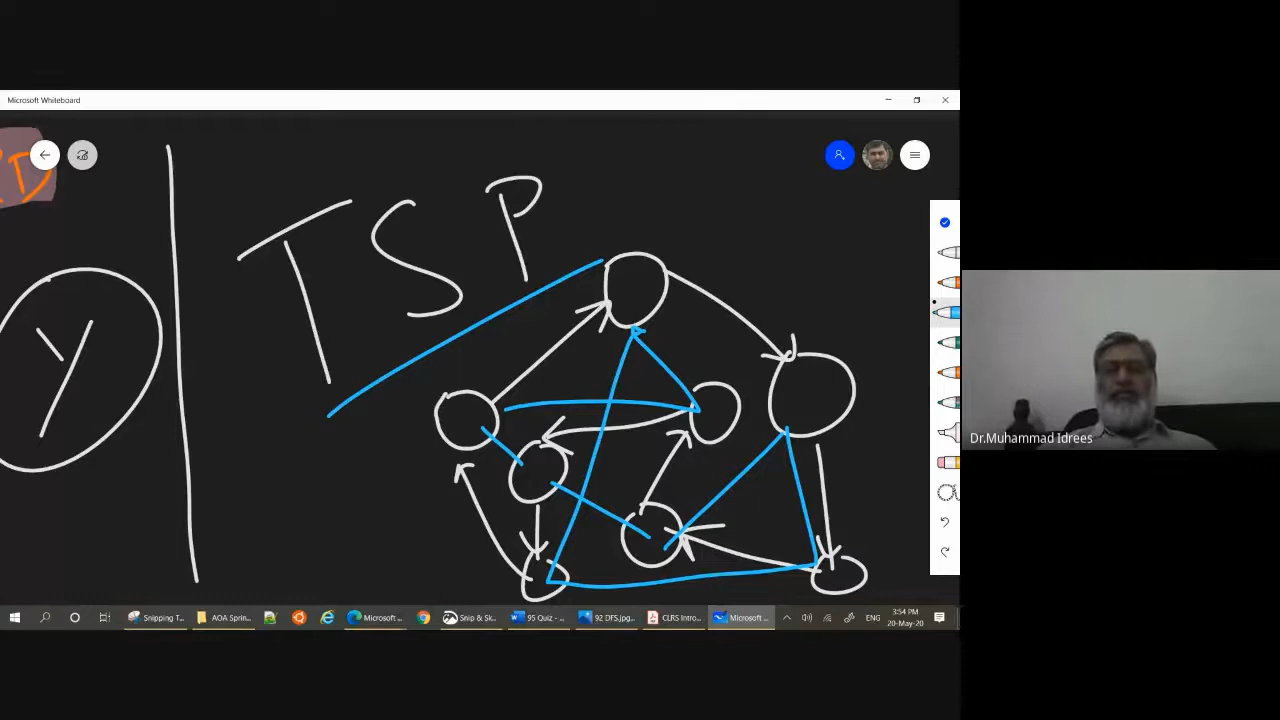 Microsoft Whiteboard
D
TSP
Y
Dr.Muhammad Idrees
Snipping T...
AOA Sprin...
Microsoft ...
Snip & Sk...
95 Quiz - ...
92 DFS.jpg...
CLRS Intro...
Microsoft ...
ENG
3:54 PM
20-May-20